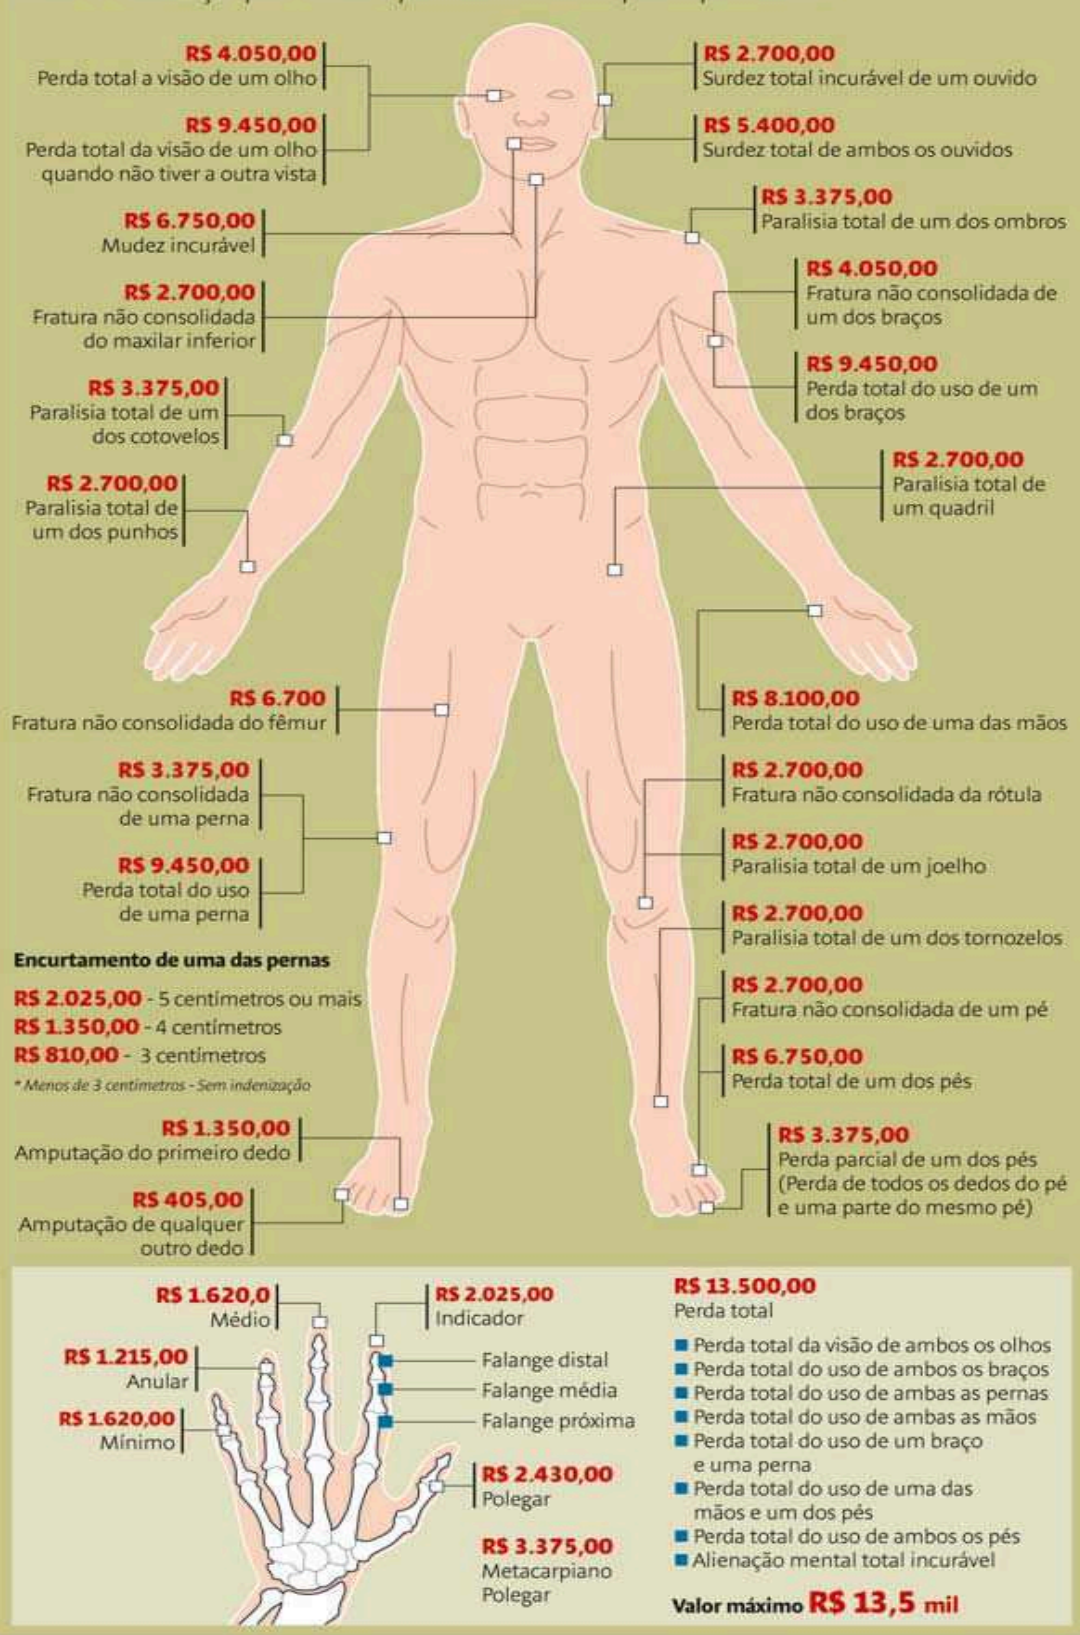 R$ 4.050,00
Perda total a visão de um olho
R$ 9.450,00
Perda total da visão de um olho
quando não tiver a outra vista
R$ 6.750,00
Mudez incurável
R$ 2.700,00
Fratura não consolidada
do maxilar inferior
R$ 3.375,00
Paralisia total de um
dos cotovelos
R$ 2.700,00
Paralisia total de
um dos punhos
R$ 2.700,00
Surdez total incurável de um ouvido
R$ 5.400,00
Surdez total de ambos os ouvidos
R$ 3.375,00
Paralisia total de um dos ombros
R$ 4.050,00
Fratura não consolidada de
um dos braços
R$ 9.450,00
Perda total do uso de um
dos braços
R$ 2.700,00
Paralisia total de
um quadril
R$ 6.700
Fratura não consolidada do fêmur
R$ 3.375,00
Fratura não consolidada
de uma perna
R$ 9.450,00
Perda total do uso
de uma perna
Encurtamento de uma das pernas
R$ 2.025,00 - 5 centímetros ou mais
R$ 1.350,00 - 4 centímetros
R$ 810,00 - 3 centímetros
* Menos de 3 centímetros - Sem indenização
R$ 1.350,00
Amputação do primeiro dedo
R$ 405,00
Amputação de qualquer
outro dedo
R$ 8.100,00
Perda total do uso de uma das mãos
R$ 2.700,00
Fratura não consolidada da rótula
R$ 2.700,00
Paralisia total de um joelho
R$ 2.700,00
Paralisia total de um dos tornozelos
R$ 2.700,00
Fratura não consolidada de um pé
R$ 6.750,00
Perda total de um dos pés
R$ 3.375,00
Perda parcial de um dos pés
(Perda de todos os dedos do pé
e uma parte do mesmo pé)
R$ 1.620,0
Médio
R$ 1.215,00
Anular
R$ 1.620,00
Mínimo
R$ 2.025,00
Indicador
Falange distal
Falange média
Falange próxima
R$ 2.430,00
Polegar
R$ 3.375,00
Metacarpiano
Polegar
R$ 13.500,00
Perda total
Perda total da visão de ambos os olhos
Perda total do uso de ambos os braços
Perda total do uso de ambas as pernas
Perda total do uso de ambas as mãos
Perda total do uso de um braço
e uma perna
Perda total do uso de uma das
mãos e um dos pés
Perda total do uso de ambos os pés
Alienação mental total incurável
Valor máximo R$ 13,5 mil